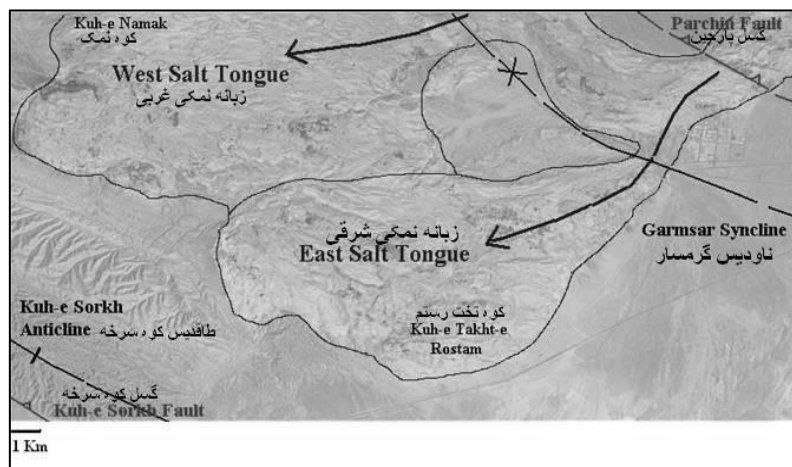 Kuh-e Namak
کوه نمک
Parchin Fault
گسل پارچین
West Salt Tongue
زبانه نمکی غربی
زبانه نمکی شرقی
East Salt Tongue
Garmsar Syncline
ناودیس گرمسار
Kuh-e Sorkh
Anticline
طاقدیس کوه سرخه
کوه تخت رستم
Kuh-e Takht-e
Rostam
گسل کوه سرخه
Kuh-e Sorkh Fault
1 Km